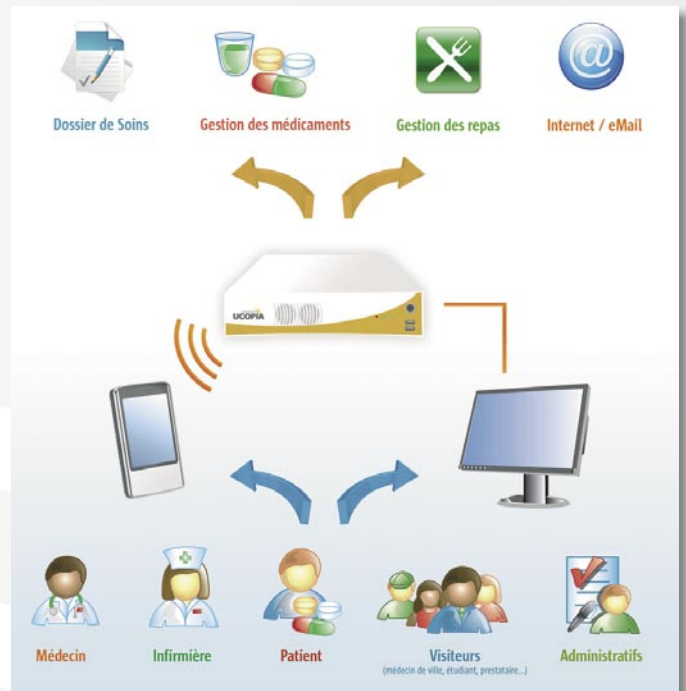 Dossier de Soins
Gestion des médicaments
Gestion des repas
Internet / eMail
UCOPIA
Médecin
Infirmière
Patient
Visiteurs
(médecin de ville, étudiant, prestataire...)
Administratifs